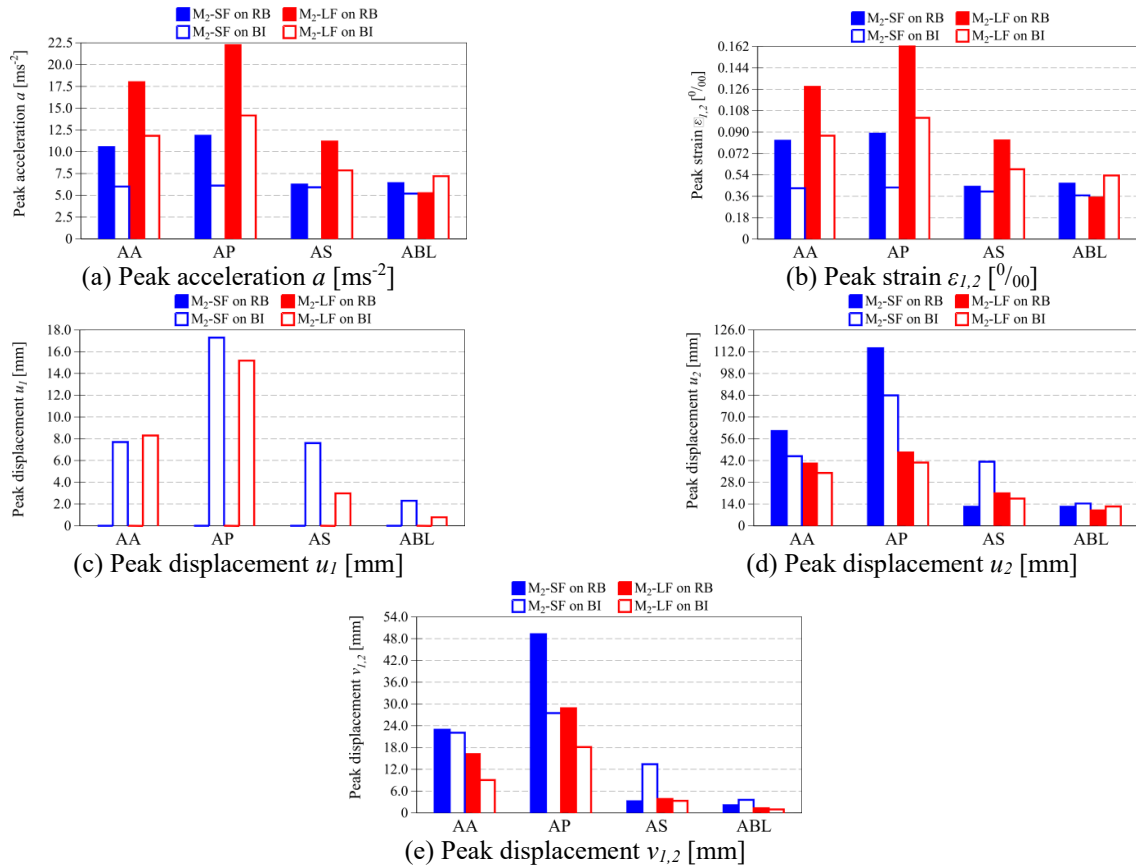 M2-SF on RB M2-LF on RB
M2-SF on BI M2-LF on BI
Peak acceleration a [ms-2]
22.5
20.0
17.5
15.0
12.5
10.0
7.5
5.0
2.5
0
AA AP AS ABL
(a) Peak acceleration a [ms-2]
M2-SF on RB M2-LF on RB
M2-SF on BI M2-LF on BI
Peak strain ε1,2 [0/00]
0.162
0.144
0.126
0.108
0.090
0.072
0.054
0.36
0.18
0
AA AP AS ABL
(b) Peak strain ε1,2 [0/00]
M2-SF on RB M2-LF on RB
M2-SF on BI M2-LF on BI
Peak displacement u1 [mm]
18.0
16.0
14.0
12.0
10.0
8.0
6.0
4.0
2.0
0
AA AP AS ABL
(c) Peak displacement u1 [mm]
M2-SF on RB M2-LF on RB
M2-SF on BI M2-LF on BI
Peak displacement u2 [mm]
126.0
112.0
98.0
84.0
70.0
56.0
42.0
28.0
14.0
0
AA AP AS ABL
(d) Peak displacement u2 [mm]
M2-SF on RB M2-LF on RB
M2-SF on BI M2-LF on BI
Peak displacement v1,2 [mm]
54.0
48.0
42.0
36.0
30.0
24.0
18.0
12.0
6.0
0
AA AP AS ABL
(e) Peak displacement v1,2 [mm]